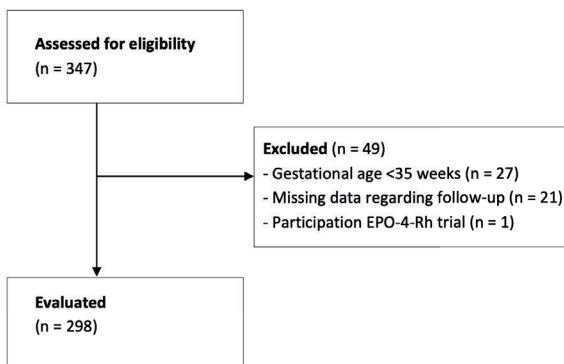 Assessed for eligibility
(n = 347)
Excluded (n = 49)
- Gestational age <35 weeks (n = 27)
- Missing data regarding follow-up (n = 21)
- Participation EPO-4-Rh trial (n = 1)
Evaluated
(n = 298)